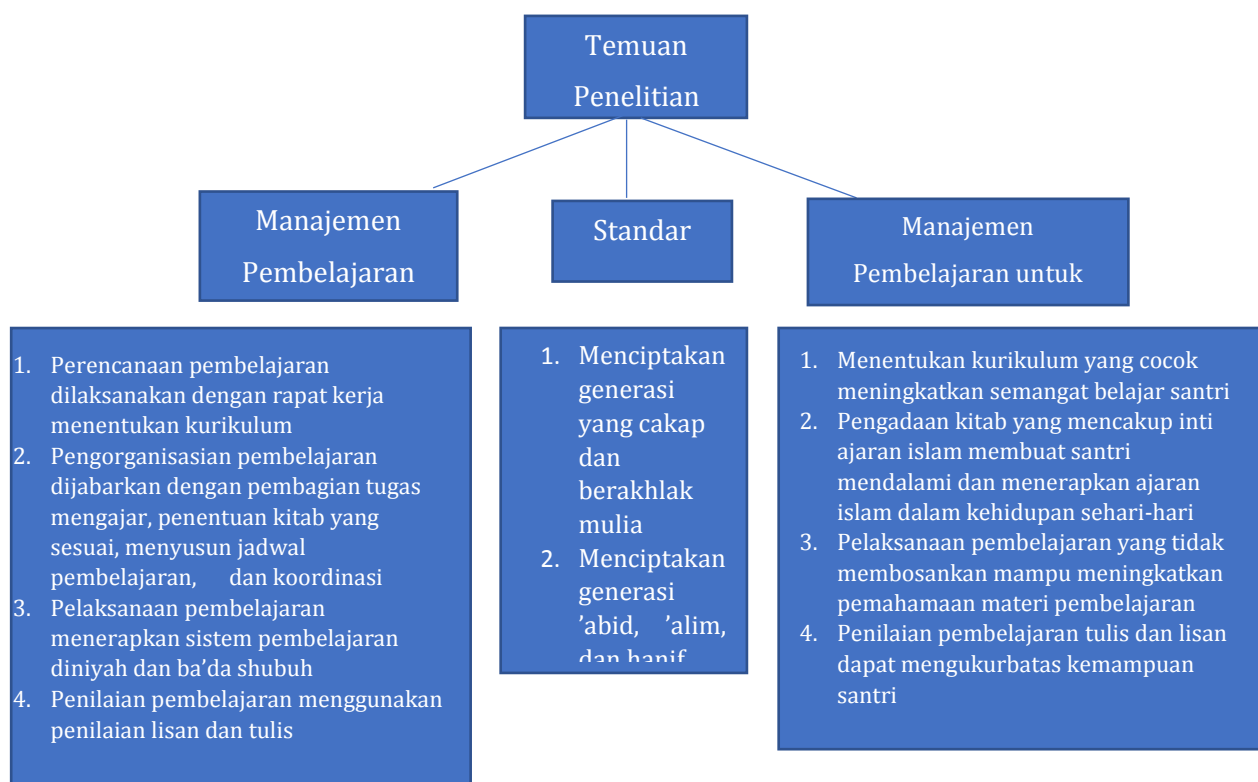 Temuan
Penelitian
Manajemen
Pembelajaran
Standar
Manajemen
Pembelajaran untuk
1. Perencanaan pembelajaran
dilaksanakan dengan rapat kerja
menentukan kurikulum
2. Pengorganisasian pembelajaran
dijabarkan dengan pembagian tugas
mengajar, penentuan kitab yang
sesuai, menyusun jadwal
pembelajaran, dan koordinasi
3. Pelaksanaan pembelajaran
menerapkan sistem pembelajaran
diniyah dan ba’da shubuh
4. Penilaian pembelajaran menggunakan
penilaian lisan dan tulis
1. Menciptakan
generasi
yang cakap
dan
berakhlak
mulia
2. Menciptakan
generasi
’abid, ’alim,
dan hanif
1. Menentukan kurikulum yang cocok
meningkatkan semangat belajar santri
2. Pengadaan kitab yang mencakup inti
ajaran islam membuat santri
mendalami dan menerapkan ajaran
islam dalam kehidupan sehari-hari
3. Pelaksanaan pembelajaran yang tidak
membosankan mampu meningkatkan
pemahamaan materi pembelajaran
4. Penilaian pembelajaran tulis dan lisan
dapat mengukurbatas kemampuan
santri